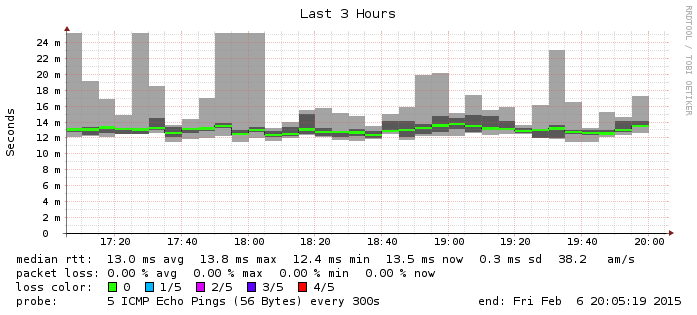 Last 3 Hours
RRDTOOL / TOBI OETIKER
Seconds
24 m
22 m
20 m
18 m
16 m
14 m
12 m
10 m
8 m
6 m
4 m
2 m
0
17:20 17:40 18:00 18:20 18:40 19:00 19:20 19:40 20:00
median rtt: 13.0 ms avg 13.8 ms max 12.4 ms min 13.5 ms now 0.3 ms sd 38.2 am/s
packet loss: 0.00 % avg 0.00 % max 0.00 % min 0.00 % now
loss color: 0 1/5 2/5 3/5 4/5
probe: 5 ICMP Echo Pings (56 Bytes) every 300s end: Fri Feb 6 20:05:19 2015